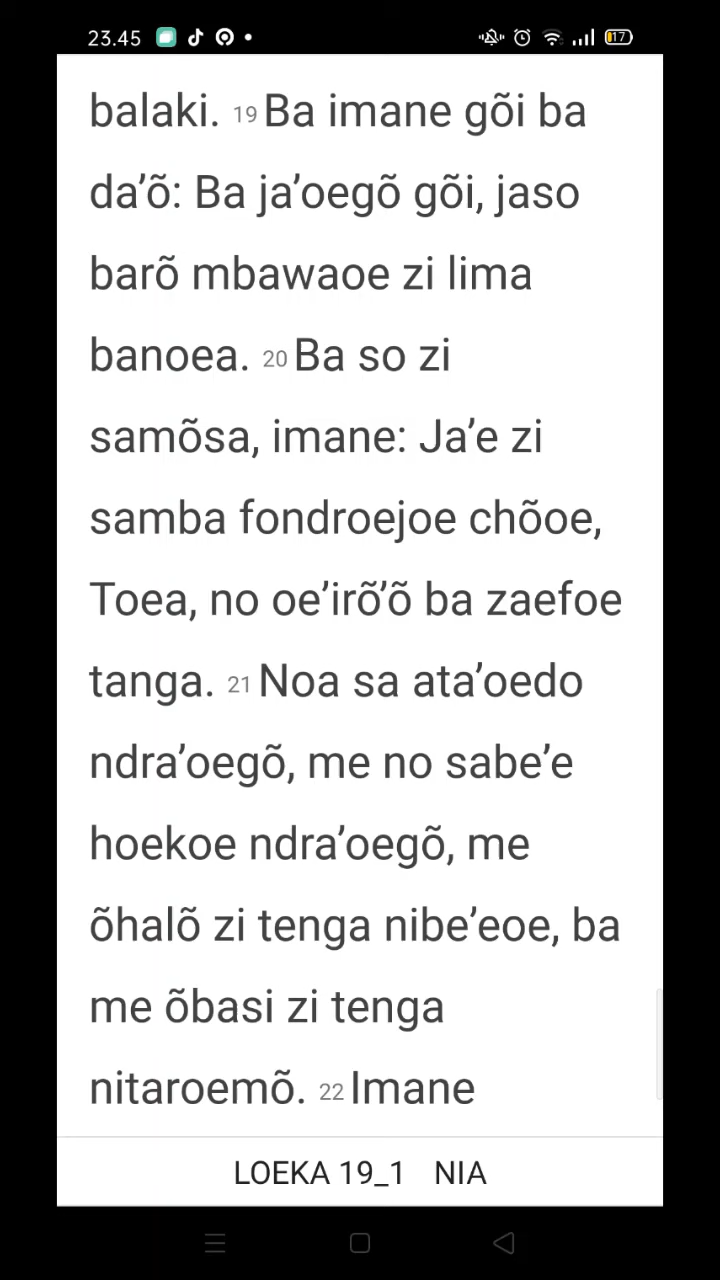 23.45
17
balaki. 19 Ba imane gõi ba
da’õ: Ba ja’oegõ gõi, jaso
barõ mbawaoe zi lima
banoea. 20 Ba so zi
samõsa, imane: Ja’e zi
samba fondroejoe chõoe,
Toea, no oe’irõ’õ ba zaefoe
tanga. 21 Noa sa ata’oedo
ndra’oegõ, me no sabe’e
hoekoe ndra’oegõ, me
õhalõ zi tenga nibe’eoe, ba
me õbasi zi tenga
nitaroemõ. 22 Imane
LOEKA 19_1 NIA